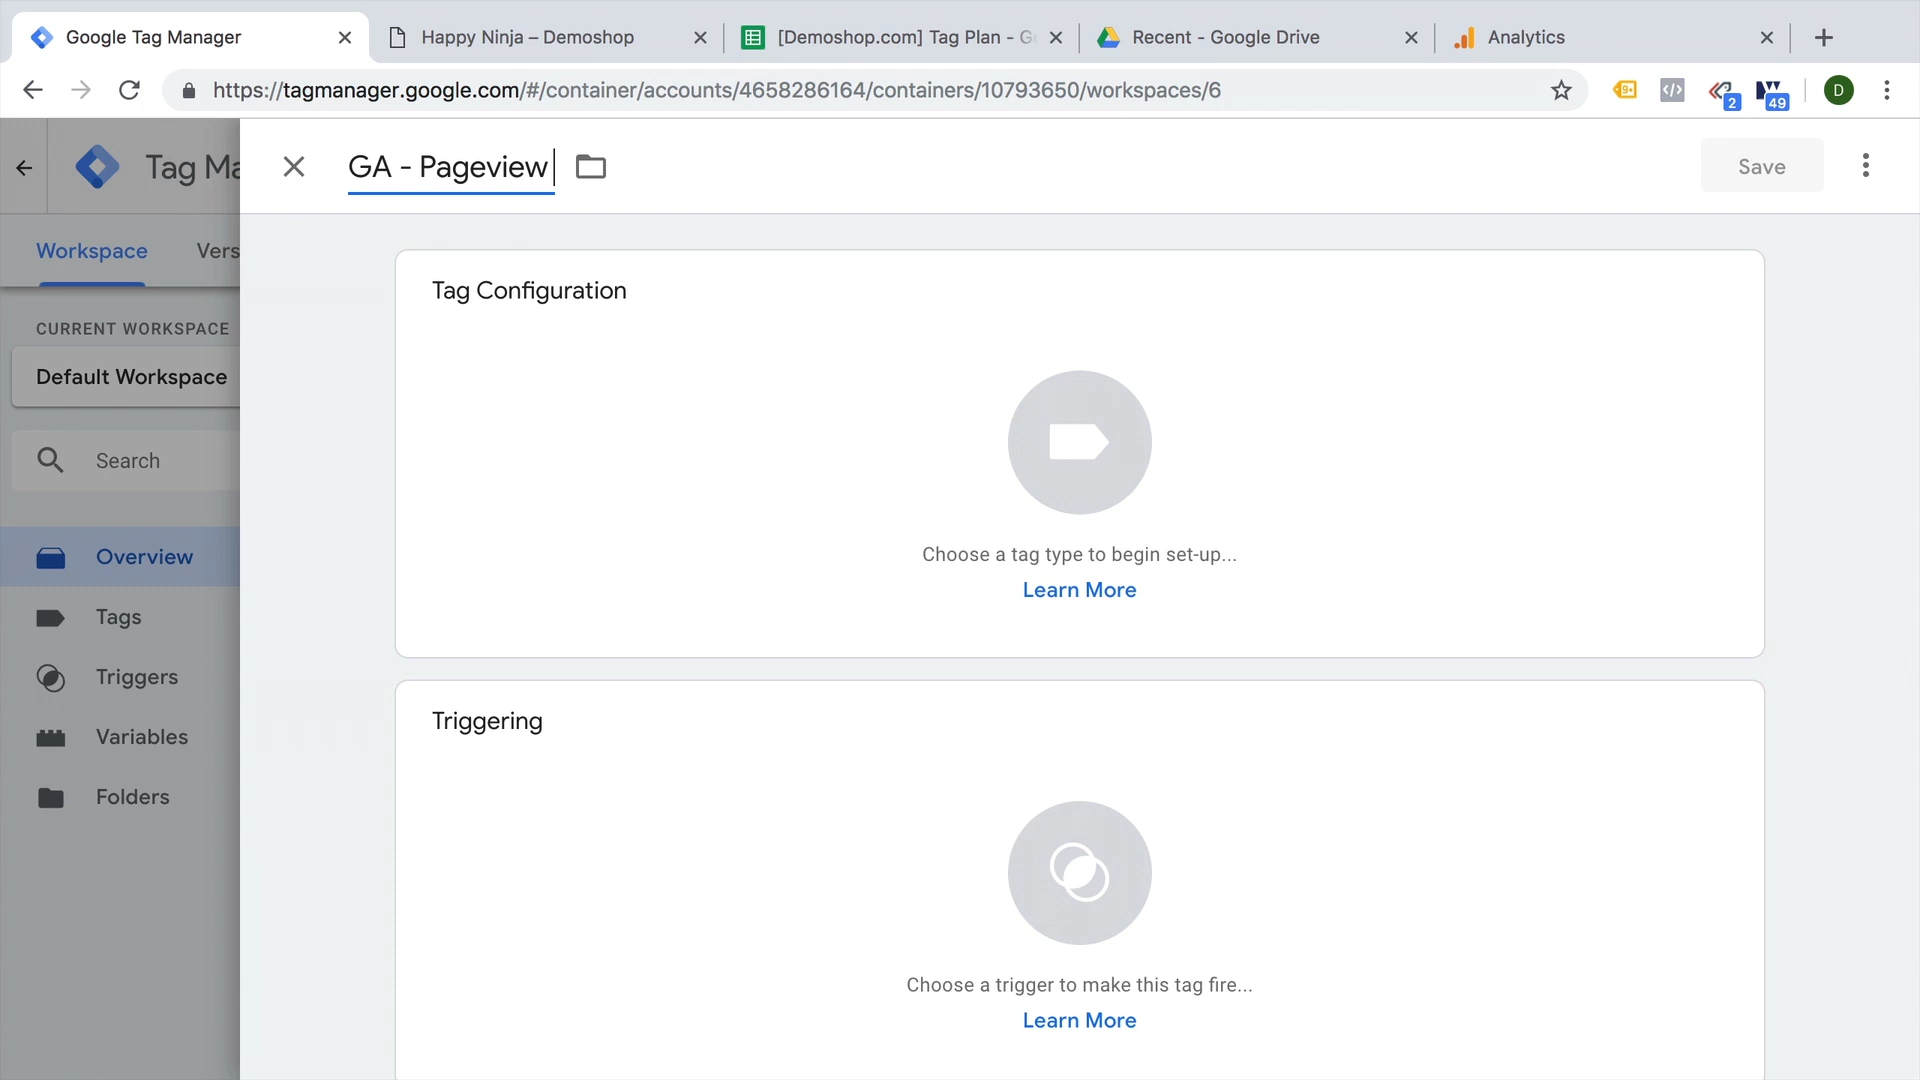 Google Tag Manager
Happy Ninja – Demoshop
[Demoshop.com] Tag Plan - G
Recent - Google Drive
Analytics
https://tagmanager.google.com/#/container/accounts/4658286164/containers/10793650/workspaces/6
9+
2
49
D
Tag Ma
GA - Pageview
Save
Workspace
Vers
CURRENT WORKSPACE
Default Workspace
Search
Overview
Tags
Triggers
Variables
Folders
Tag Configuration
Choose a tag type to begin set-up...
Learn More
Triggering
Choose a trigger to make this tag fire...
Learn More